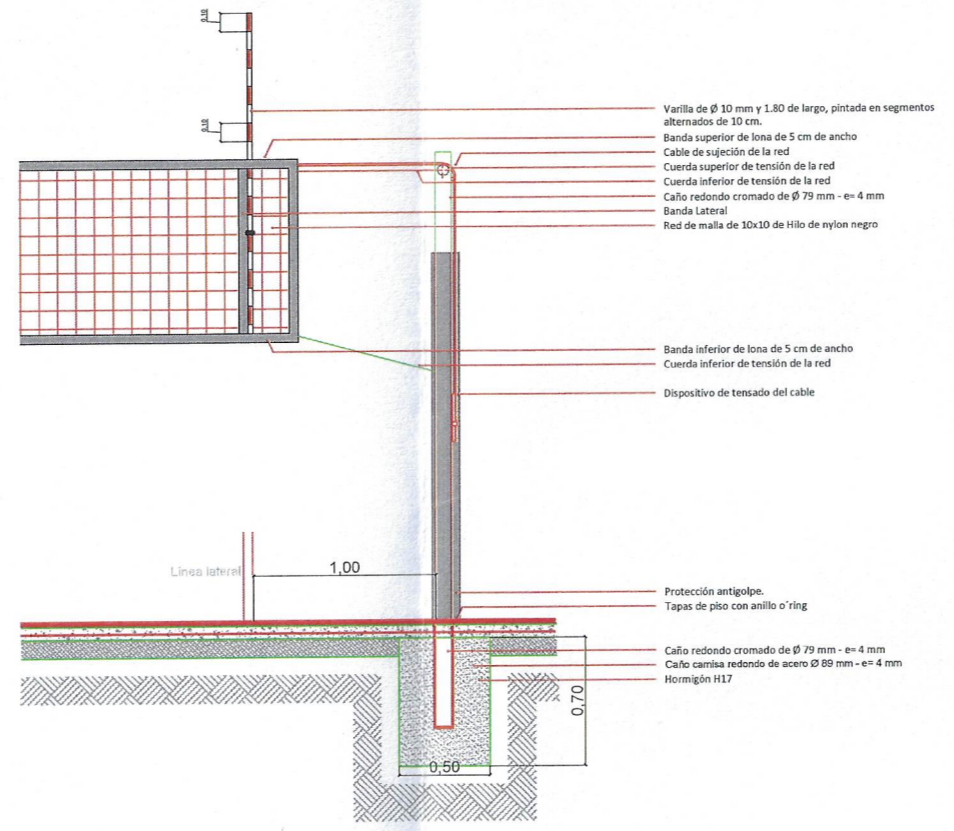 0,10
0,10
Varilla de Ø 10 mm y 1.80 de largo, pintada en segmentos
alternados de 10 cm.
Banda superior de lona de 5 cm de ancho
Cable de sujeción de la red
Cuerda superior de tensión de la red
Cuerda inferior de tensión de la red
Caño redondo cromado de Ø 79 mm - e= 4 mm
Banda Lateral
Red de malla de 10x10 de Hilo de nylon negro
Banda inferior de lona de 5 cm de ancho
Cuerda inferior de tensión de la red
Dispositivo de tensado del cable
Línea lateral
1,00
Protección antigolpe.
Tapas de piso con anillo o´ring
Caño redondo cromado de Ø 79 mm - e= 4 mm
Caño camisa redondo de acero Ø 89 mm - e= 4 mm
Hormigón H17
0,70
0,50